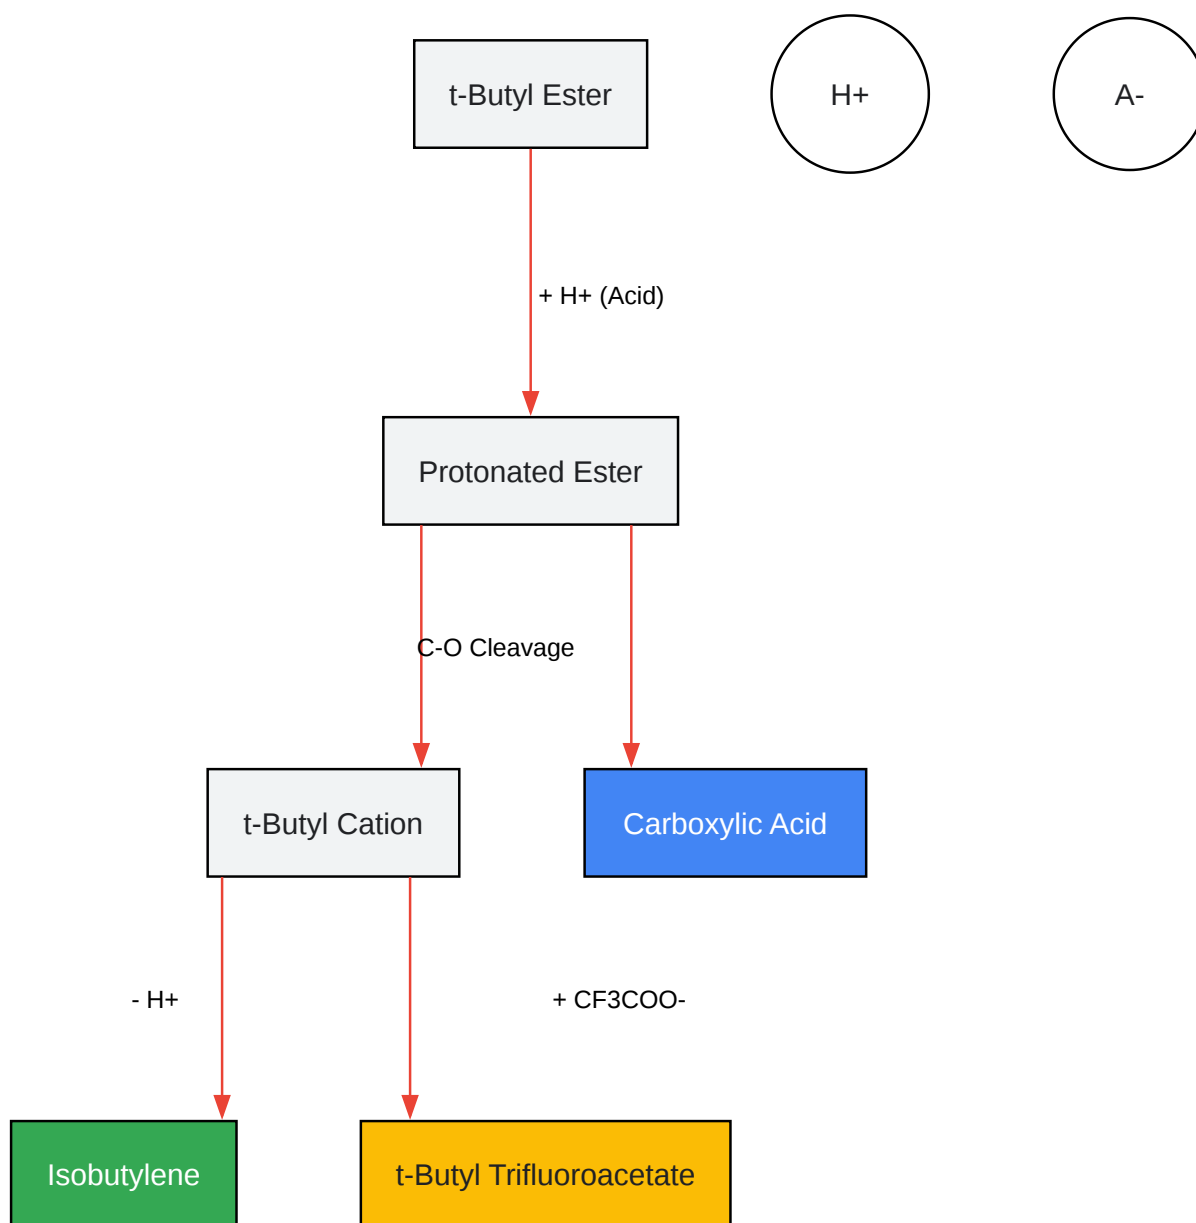 t-Butyl Ester
H+
A-
+ H+ (Acid)
Protonated Ester
C-O Cleavage
t-Butyl Cation
Carboxylic Acid
- H+
+ CF3COO-
Isobutylene
t-Butyl Trifluoroacetate